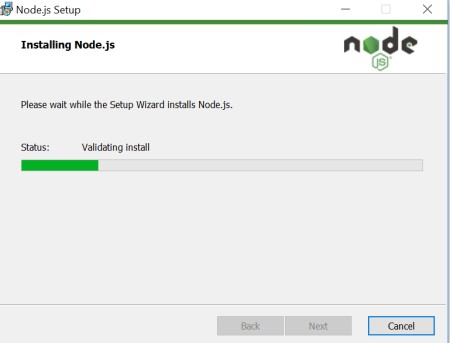 Node.js Setup
Installing Node.js
node
JS
Please wait while the Setup Wizard installs Node.js.
Status: Validating install
Back Next Cancel